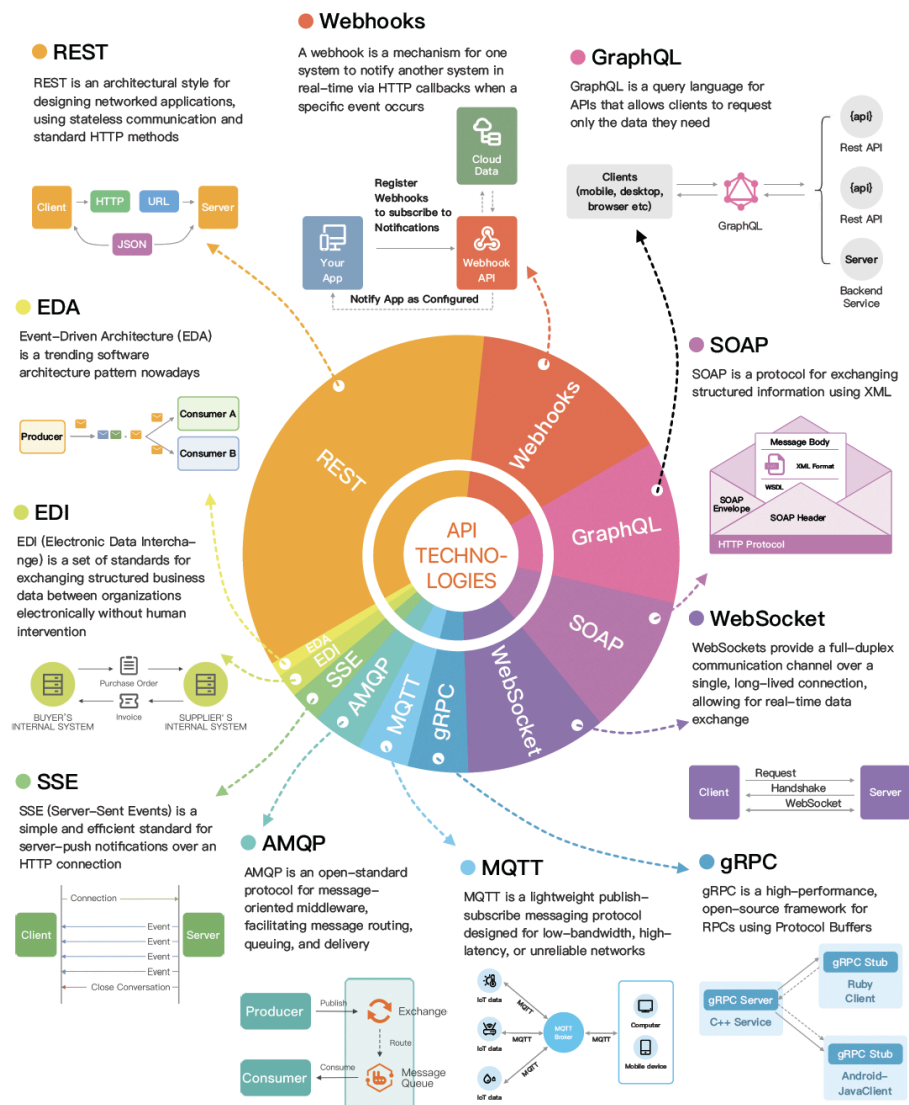 Webhooks
A webhook is a mechanism for one
system to notify another system in
real-time via HTTP callbacks when a
specific event occurs
Cloud
Data
Register
Webhooks
to subscribe to
Notifications
Your
App
Webhook
API
Notify App as Configured
REST
REST is an architectural style for
designing networked applications,
using stateless communication and
standard HTTP methods
Client
HTTP
URL
Server
JSON
GraphQL
GraphQL is a query language for
APIs that allows clients to request
only the data they need
Clients
(mobile, desktop,
browser etc)
GraphQL
{api}
Rest API
{api}
Rest API
Server
Backend
Service
EDA
Event-Driven Architecture (EDA)
is a trending software
architecture pattern nowadays
Producer
Consumer A
Consumer B
SOAP
SOAP is a protocol for exchanging
structured information using XML
Message Body
XML Format
WSDL
SOAP
Envelope
SOAP Header
HTTP Protocol
EDI
EDI (Electronic Data Intercha-
nge) is a set of standards for
exchanging structured business
data between organizations
electronically without human
intervention
Purchase Order
Invoice
BUYER'S
INTERNAL SYSTEM
SUPPLIER' S
INTERNAL SYSTEM
API
TECHNO-
LOGIES
REST
Webhooks
GraphQL
SOAP
WebSocket
gRPC
MQTT
AMQP
SSE
EDI
EDA
WebSocket
WebSockets provide a full-duplex
communication channel over a
single, long-lived connection,
allowing for real-time data
exchange
Client
Request
Handshake
WebSocket
Server
SSE
SSE (Server-Sent Events) is a
simple and efficient standard for
server-push notifications over an
HTTP connection
Connection
Client
Server
Event
Event
Event
Event
Close Conversation
AMQP
AMQP is an open-standard
protocol for message-
oriented middleware,
facilitating message routing,
queuing, and delivery
Producer
Publish
Exchange
Route
Consumer
Consume
Message
Queue
MQTT
MQTT is a lightweight publish-
subscribe messaging protocol
designed for low-bandwidth, high-
latency, or unreliable networks
IoT data
IoT data
IoT data
MQTT
MQTT
MQTT
MQTT
Broker
MQTT
Computer
Mobile device
gRPC
gRPC is a high-performance,
open-source framework for
RPCs using Protocol Buffers
gRPC Server
C++ Service
gRPC Stub
Ruby
Client
gRPC Stub
Android-
JavaClient